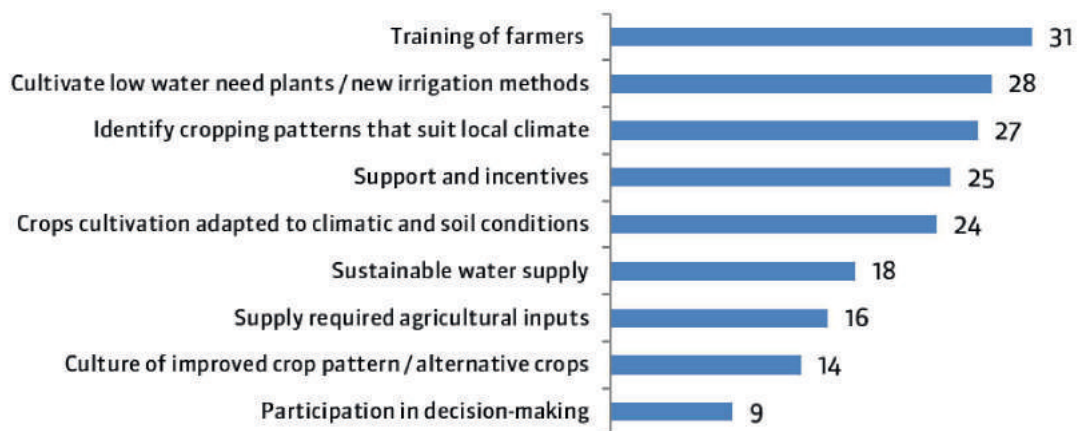 Training of farmers 31
Cultivate low water need plants / new irrigation methods 28
Identify cropping patterns that suit local climate 27
Support and incentives 25
Crops cultivation adapted to climatic and soil conditions 24
Sustainable water supply 18
Supply required agricultural inputs 16
Culture of improved crop pattern / alternative crops 14
Participation in decision-making 9